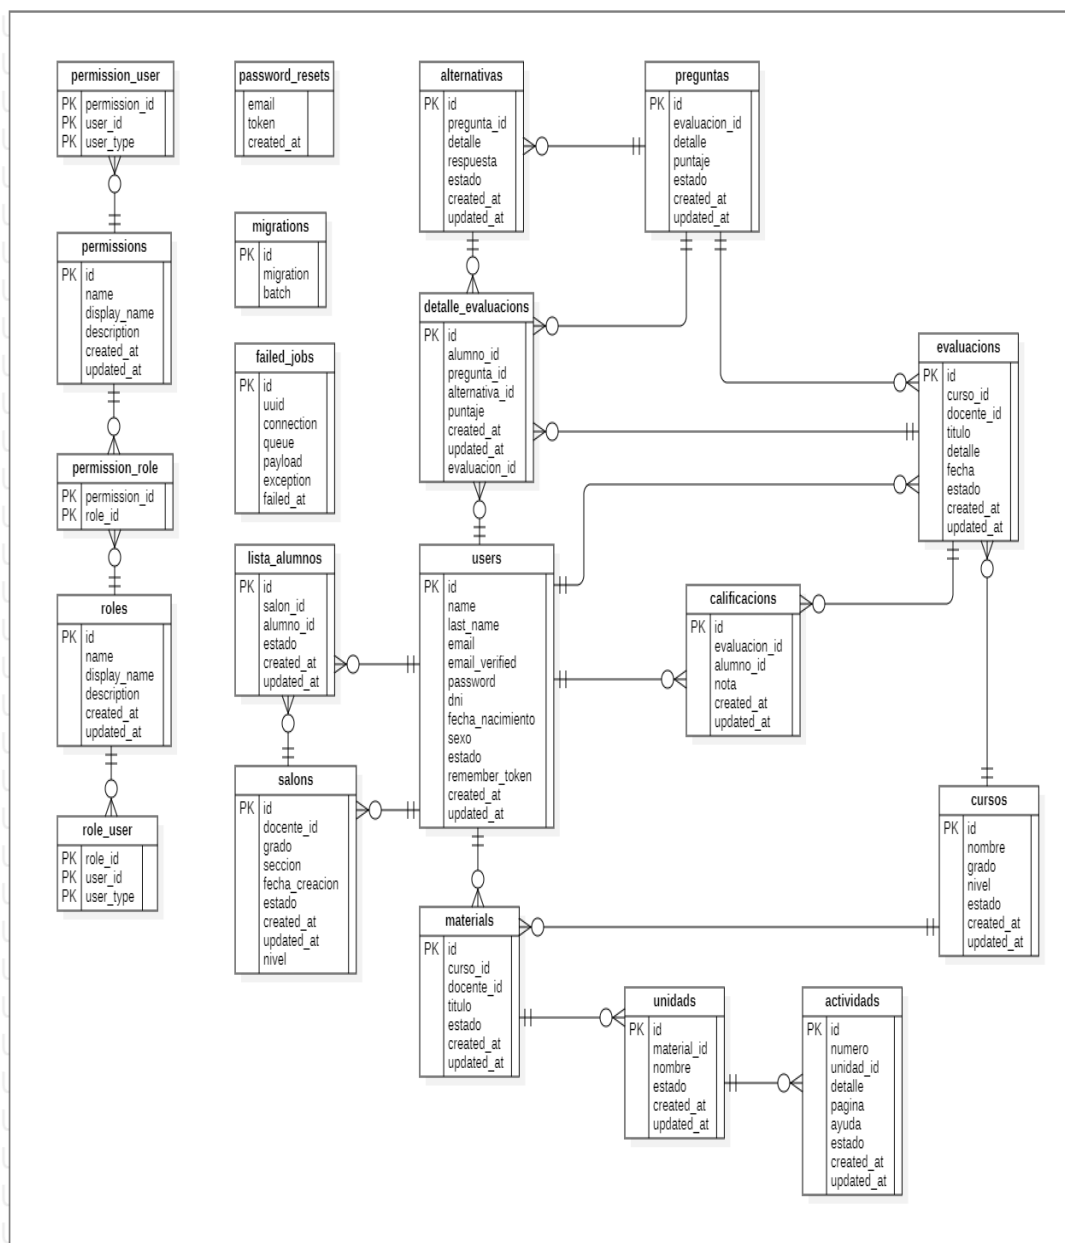 permission_user
PK permission_id
PK user_id
PK user_type
permissions
PK id
name
display_name
description
created_at
updated_at
permission_role
PK permission_id
PK role_id
roles
PK id
name
display_name
description
created_at
updated_at
role_user
PK role_id
PK user_id
PK user_type
password_resets
email
token
created_at
migrations
PK id
migration
batch
failed_jobs
PK id
uuid
connection
queue
payload
exception
failed_at
lista_alumnos
PK id
salon_id
alumno_id
estado
created_at
updated_at
salons
PK id
docente_id
grado
seccion
fecha_creacion
estado
created_at
updated_at
nivel
alternativas
PK id
pregunta_id
detalle
respuesta
estado
created_at
updated_at
detalle_evaluacions
PK id
alumno_id
pregunta_id
alternativa_id
puntaje
created_at
updated_at
evaluacion_id
users
PK id
name
last_name
email
email_verified
password
dni
fecha_nacimiento
sexo
estado
remember_token
created_at
updated_at
materials
PK id
curso_id
docente_id
titulo
estado
created_at
updated_at
preguntas
PK id
evaluacion_id
detalle
puntaje
estado
created_at
updated_at
evaluacions
PK id
curso_id
docente_id
titulo
detalle
fecha
estado
created_at
updated_at
calificacions
PK id
evaluacion_id
alumno_id
nota
created_at
updated_at
cursos
PK id
nombre
grado
nivel
estado
created_at
updated_at
unidads
PK id
material_id
nombre
estado
created_at
updated_at
actividads
PK id
numero
unidad_id
detalle
pagina
ayuda
estado
created_at
updated_at